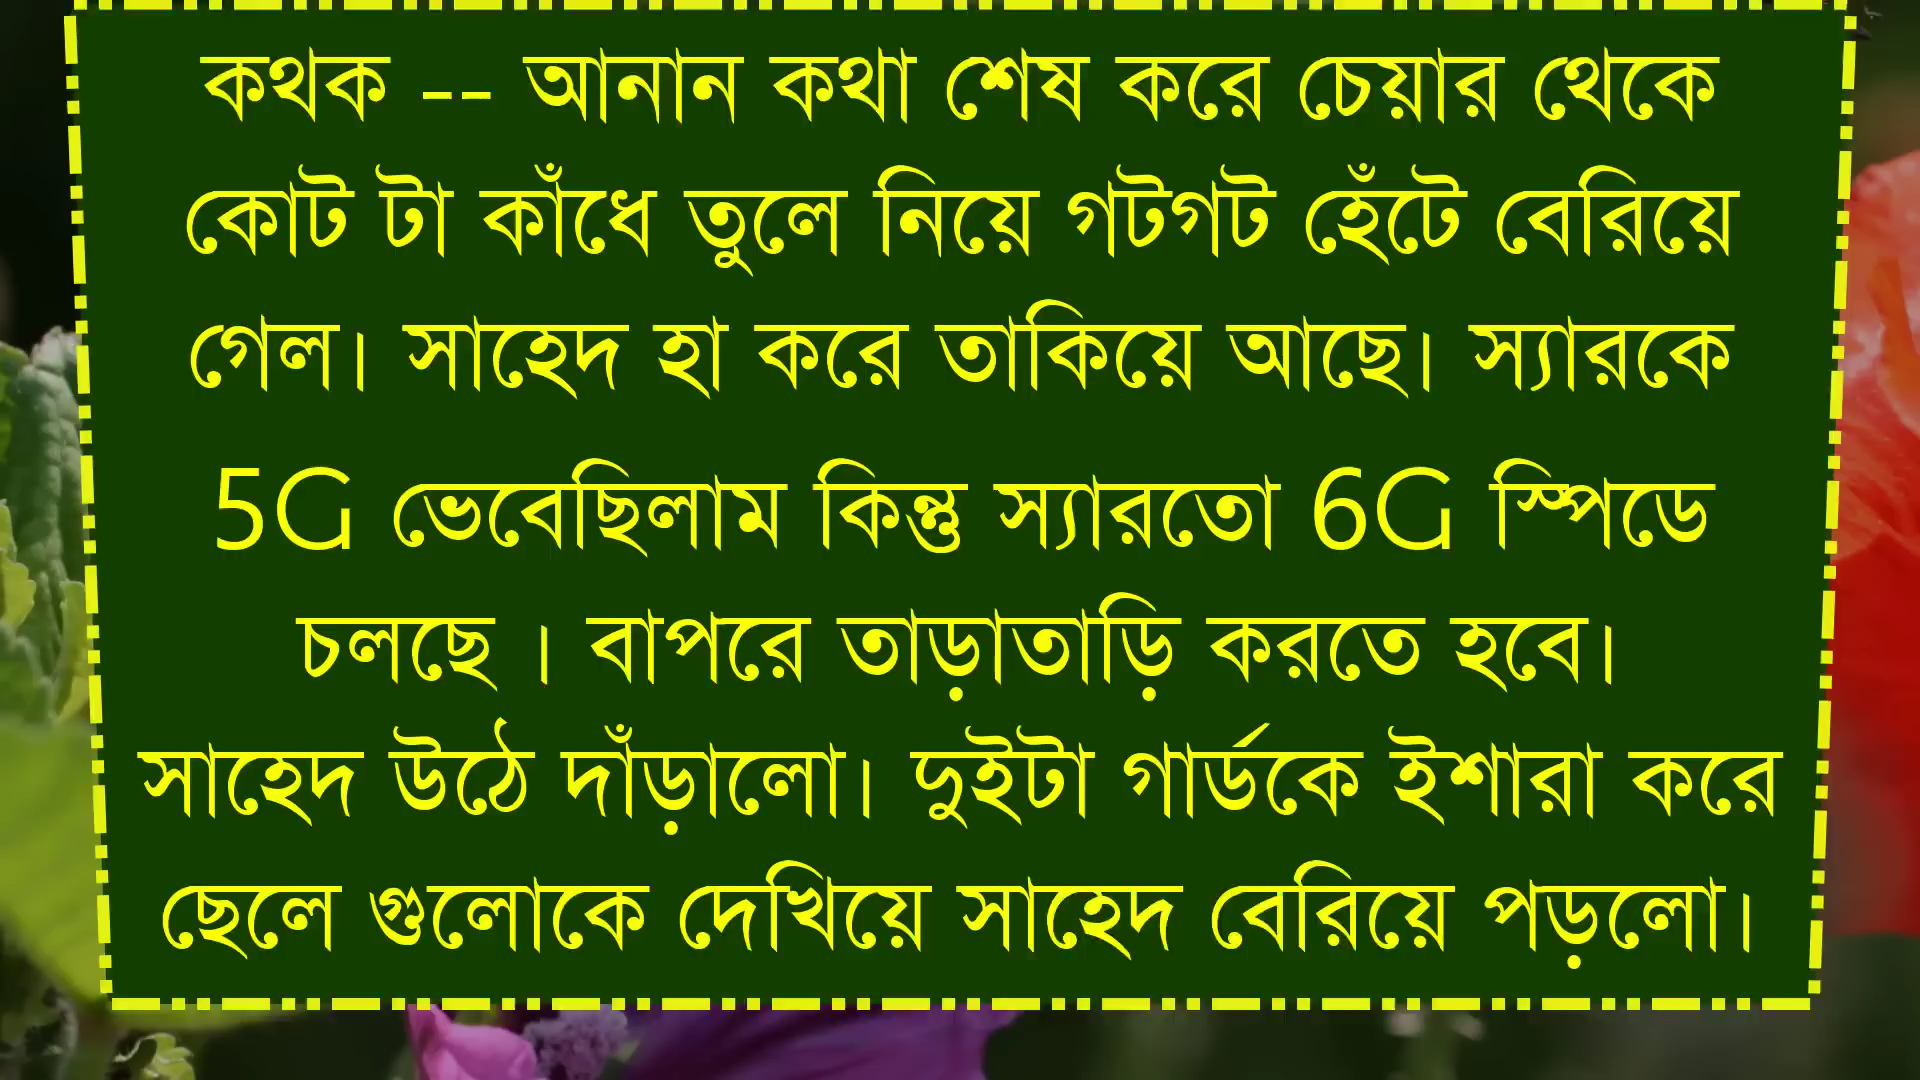 কথক -- আনান কথা শেষ করে চেয়ার থেকে
কোট টা কাঁধে তুলে নিয়ে গটগট হেঁটে বেরিয়ে
গেল। সাহেদ হা করে তাকিয়ে আছে। স্যারকে
5G ভেবেছিলাম কিন্তু স্যারতো 6G স্পিডে
চলছে । বাপরে তাড়াতাড়ি করতে হবে।
সাহেদ উঠে দাঁড়ালো। দুইটা গার্ডকে ইশারা করে
ছেলে গুলোকে দেখিয়ে সাহেদ বেরিয়ে পড়লো।